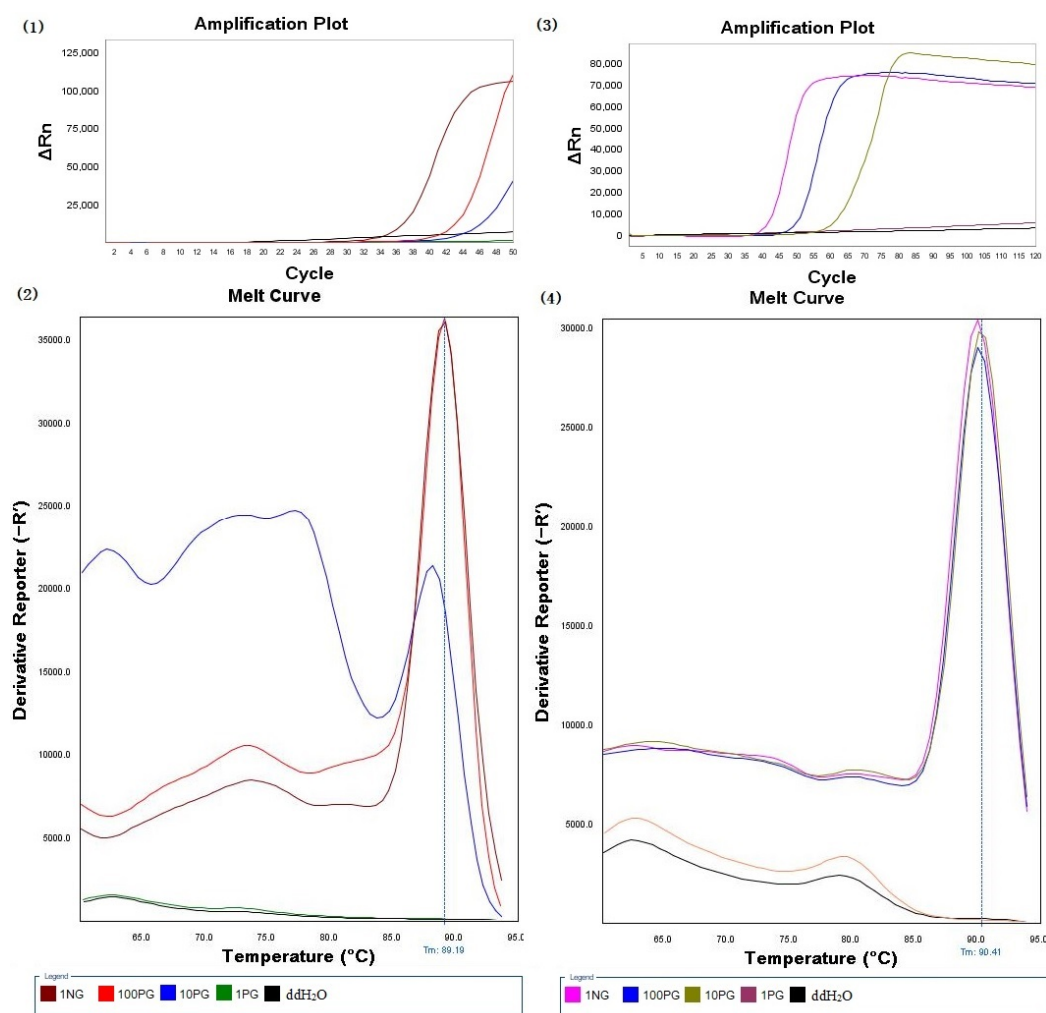 (1)
Amplification Plot
125,000
100,000
75,000
50,000
25,000
ΔRn
2 4 6 8 10 12 14 16 18 20 22 24 26 28 30 32 34 36 38 40 42 44 46 48 50
Cycle
(2)
Melt Curve
35000.0
30000.0
25000.0
20000.0
15000.0
10000.0
5000.0
Derivative Reporter (−R′)
65.0 70.0 75.0 80.0 85.0 90.0 95.0
Tm: 89.19
Temperature (°C)
Legend
1NG 100PG 10PG 1PG ddH₂O
(3)
Amplification Plot
80,000
70,000
60,000
50,000
40,000
30,000
20,000
10,000
0
ΔRn
5 10 15 20 25 30 35 40 45 50 55 60 65 70 75 80 85 90 95 100 105 110 115 120
Cycle
(4)
Melt Curve
30000.0
25000.0
20000.0
15000.0
10000.0
5000.0
Derivative Reporter (−R′)
65.0 70.0 75.0 80.0 85.0 90.0 95.0
Tm: 90.41
Temperature (°C)
Legend
1NG 100PG 10PG 1PG ddH₂O